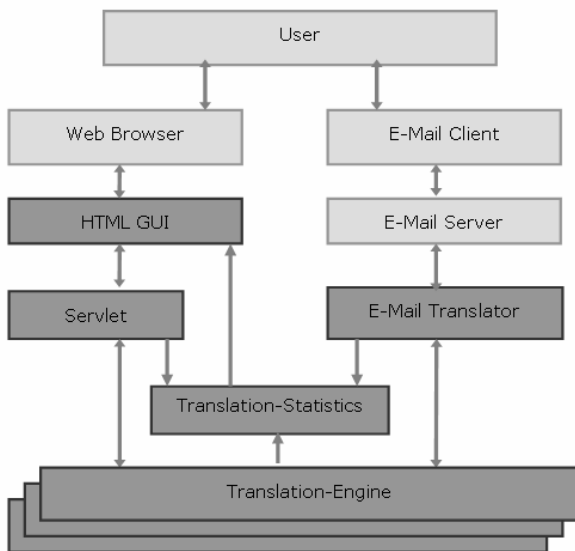 User
Web Browser
E-Mail Client
HTML GUI
E-Mail Server
Servlet
E-Mail Translator
Translation-Statistics
Translation-Engine